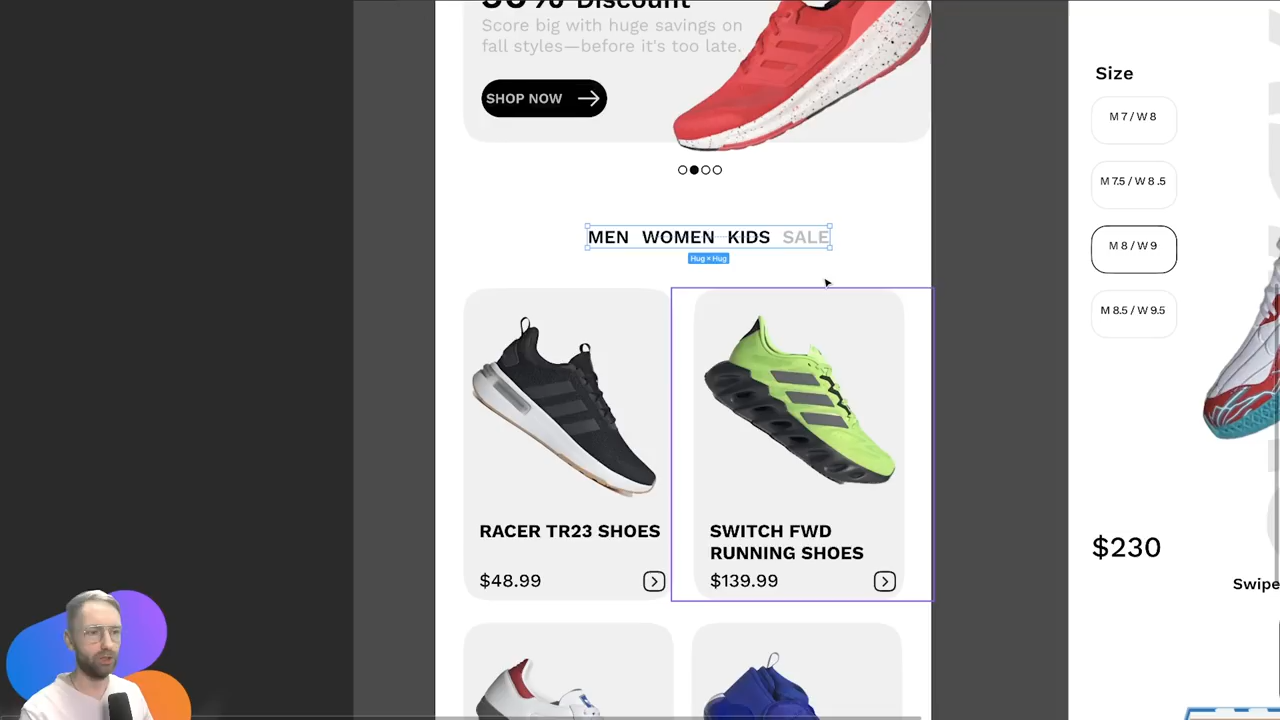 30% Discount
Score big with huge savings on
fall styles—before it's too late.
SHOP NOW
MEN WOMEN KIDS SALE
Hug × Hug
RACER TR23 SHOES
$48.99
SWITCH FWD
RUNNING SHOES
$139.99
Size
M 7 / W 8
M 7.5 / W 8 .5
M 8 / W 9
M 8.5 / W 9.5
$230
Swipe